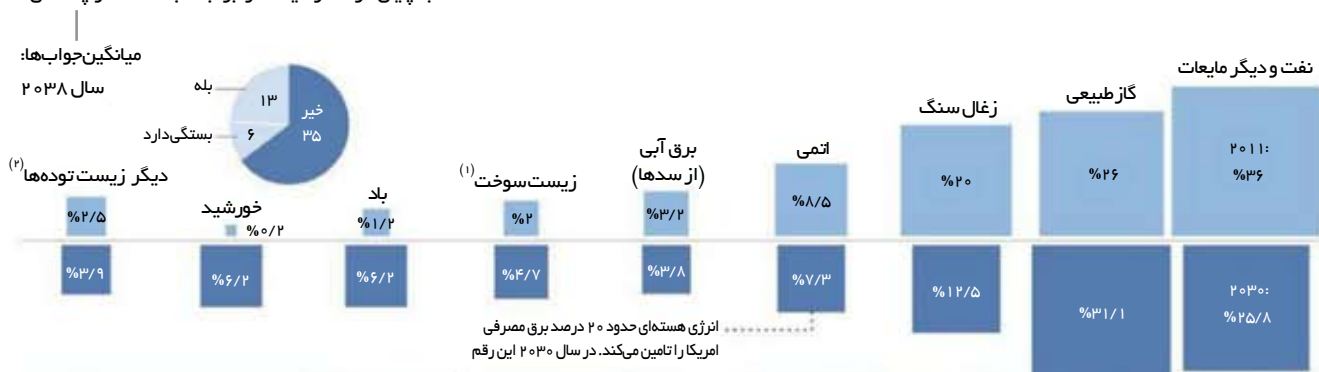 میانگین جواب‌ها:
سال ۲۰۳۸
بله
۱۳
خیر
۳۵
بستگی دارد
۶
نفت و دیگر مایعات
۲۰۱۱:
%۳۶
گاز طبیعی
%۲۶
زغال سنگ
%۲۰
اتمی
%۸/۵
برق آبی
(از سدها)
%۳/۲
زیست‌سوخت(۱)
%۲
باد
%۱/۲
خورشید
%۰/۲
دیگر زیست توده‌ها(۲)
%۲/۵
۲۰۳۰:
%۲۵/۸
%۳۱/۱
%۱۲/۵
%۷/۳
%۳/۸
%۴/۷
%۶/۲
%۶/۲
%۳/۹
انرژی هسته‌ای حدود ۲۰ درصد برق مصرفی
امریکا را تامین می‌کند. در سال ۲۰۳۰ این رقم